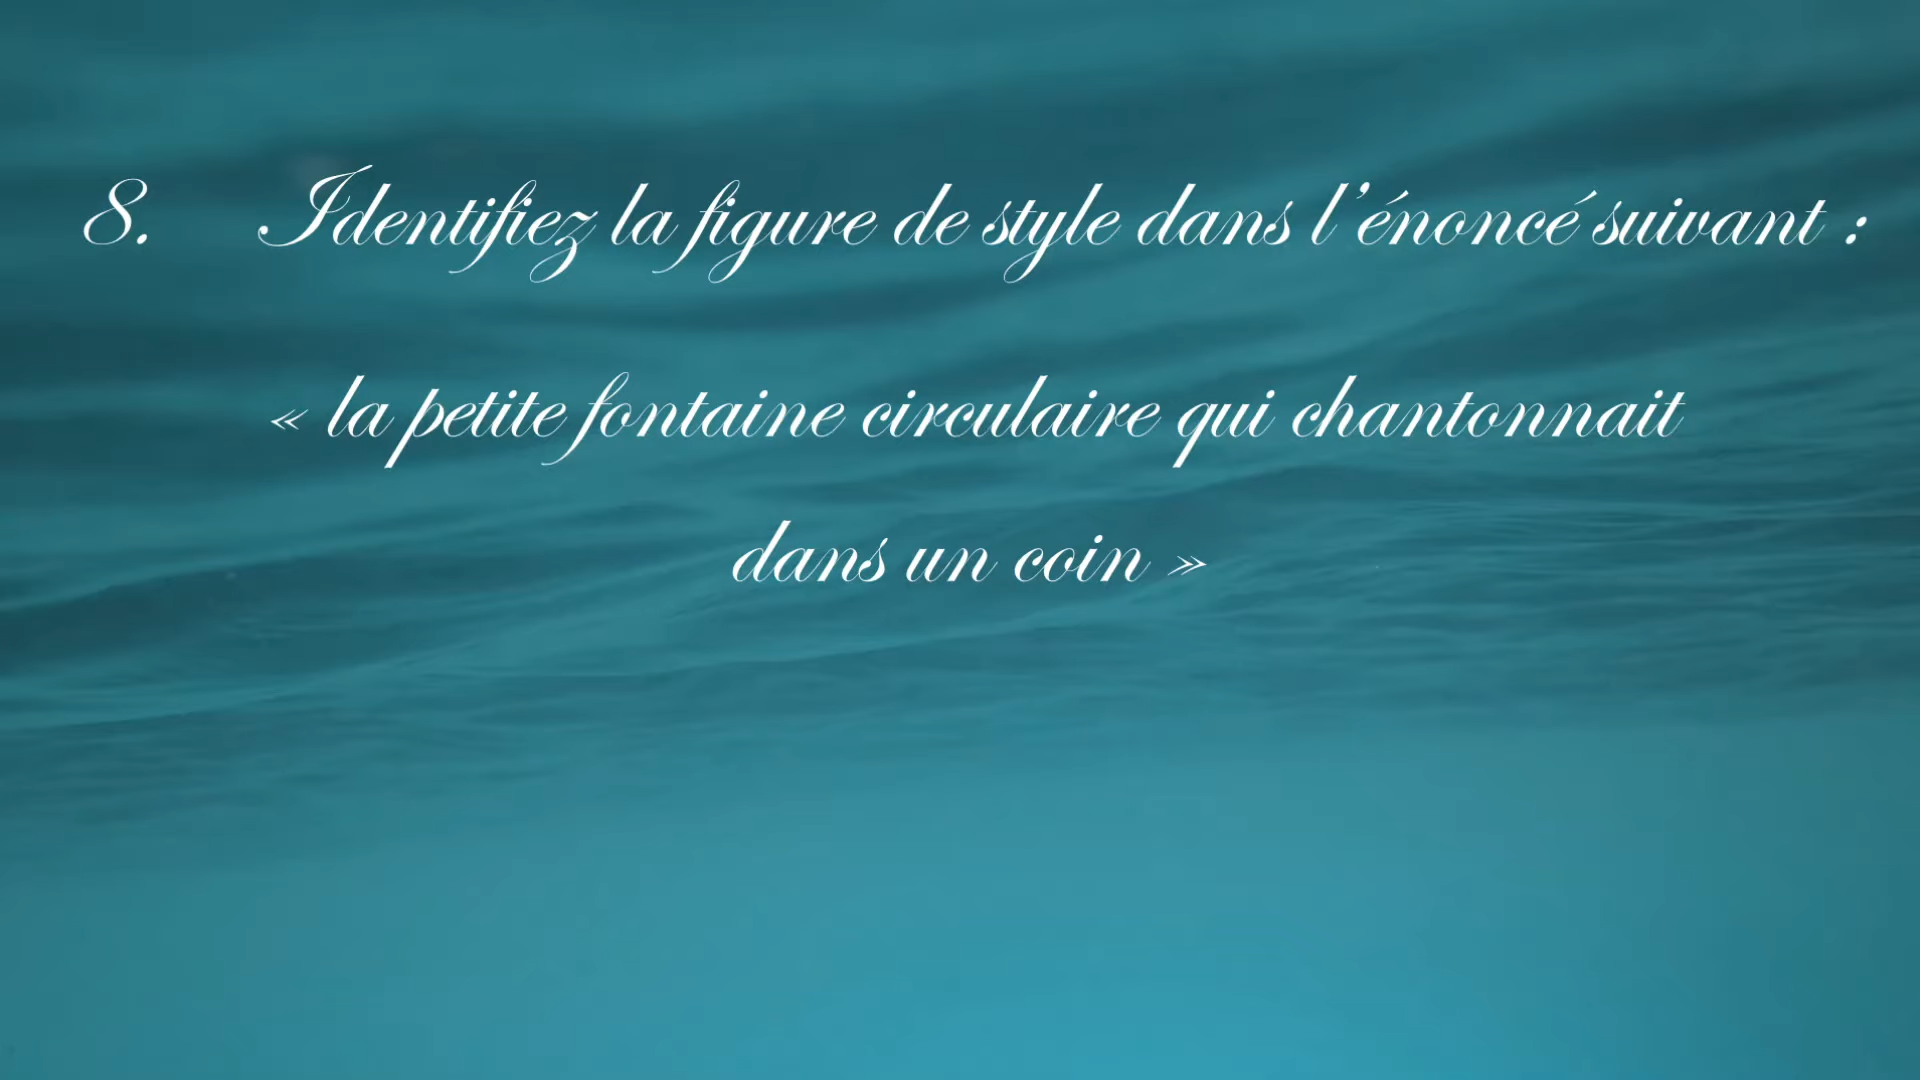 8. Identifiez la figure de style dans l’énoncé suivant :
« la petite fontaine circulaire qui chantonnait
dans un coin »